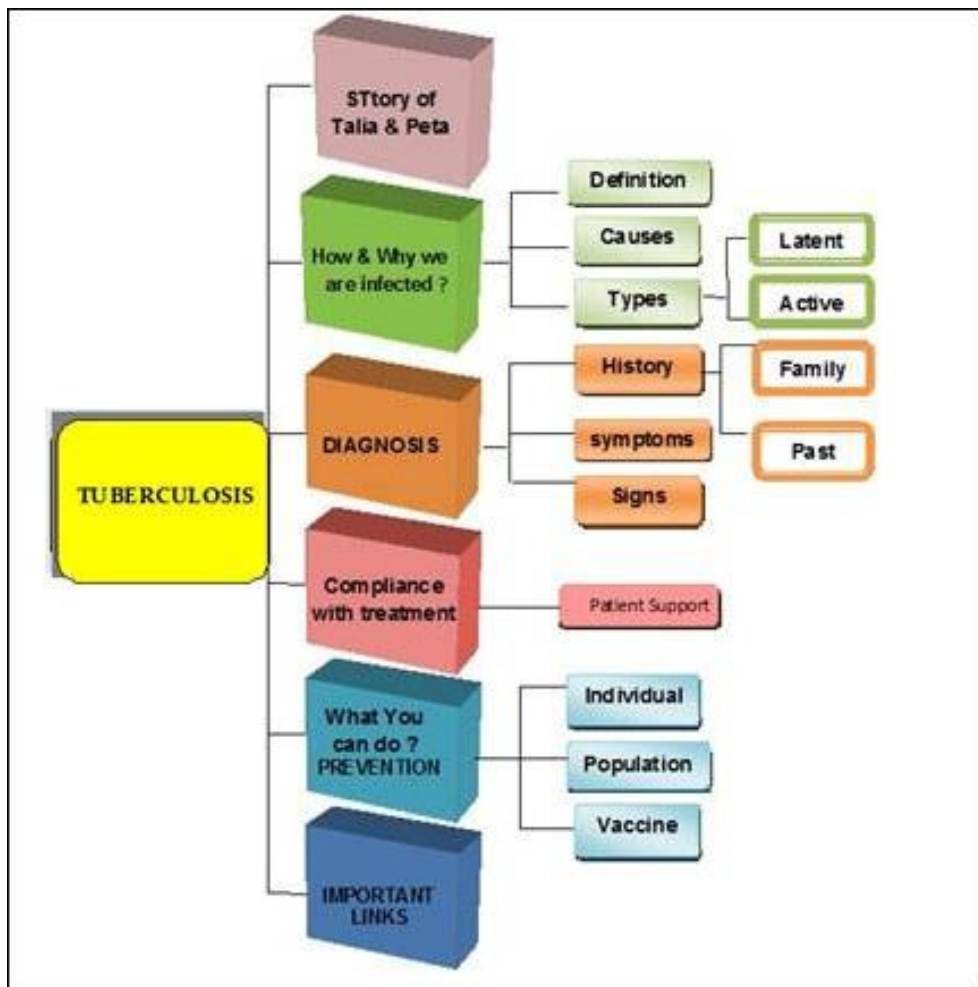 STtory of
Talia & Peta
How & Why we
are infected ?
Definition
Causes
Types
Latent
Active
DIAGNOSIS
History
symptoms
Signs
Family
Past
TUBERCULOSIS
Compliance
with treatment
Patient Support
What You
can do ?
PREVENTION
Individual
Population
Vaccine
IMPORTANT
LINKS